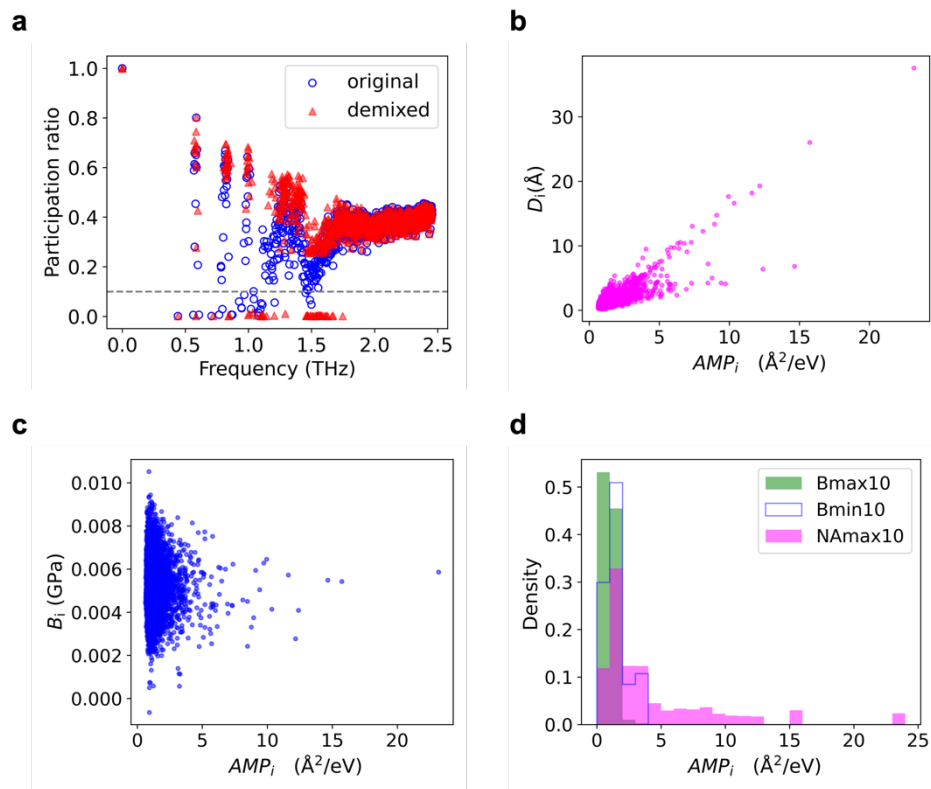 a
1.0
0.8
0.6
0.4
0.2
0.0
Participation ratio
original
demixed
0.0 0.5 1.0 1.5 2.0 2.5
Frequency (THz)
b
30
20
10
0
Dᵢ(Å)
0 5 10 15 20
AMPᵢ (Å²/eV)
c
0.010
0.008
0.006
0.004
0.002
0.000
Bᵢ (GPa)
0 5 10 15 20
AMPᵢ (Å²/eV)
d
0.5
0.4
0.3
0.2
0.1
0.0
Density
Bmax10
Bmin10
NAmax10
0 5 10 15 20 25
AMPᵢ (Å²/eV)